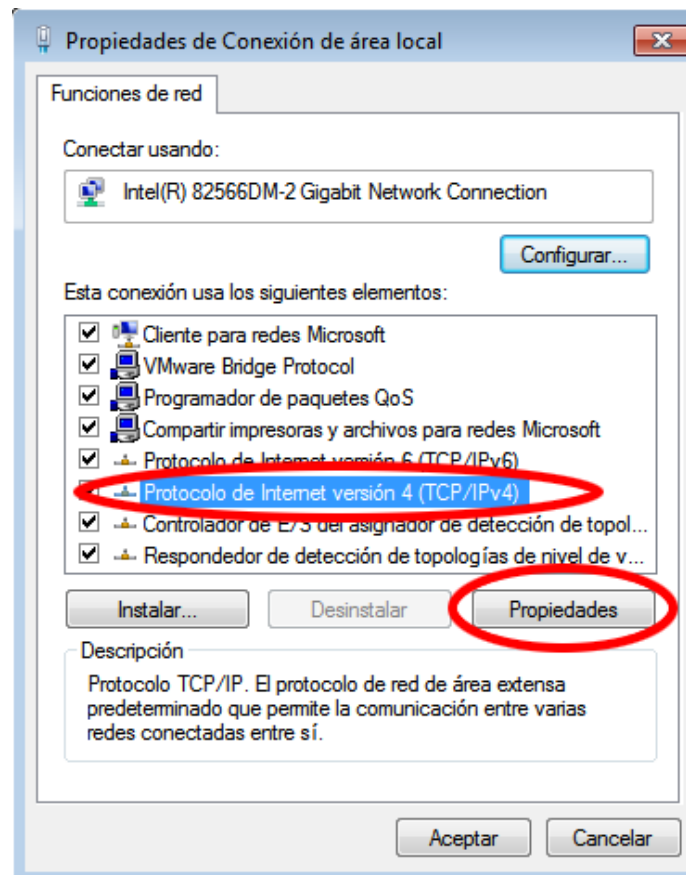 Propiedades de Conexión de área local
Funciones de red
Conectar usando:
Intel(R) 82566DM-2 Gigabit Network Connection
Configurar...
Esta conexión usa los siguientes elementos:
Cliente para redes Microsoft
VMware Bridge Protocol
Programador de paquetes QoS
Compartir impresoras y archivos para redes Microsoft
Protocolo de Internet versión 6 (TCP/IPv6)
Protocolo de Internet versión 4 (TCP/IPv4)
Controlador de E/S del asignador de detección de topol...
Respondedor de detección de topologías de nivel de v...
Instalar...
Desinstalar
Propiedades
Descripción
Protocolo TCP/IP. El protocolo de red de área extensa
predeterminado que permite la comunicación entre varias
redes conectadas entre sí.
Aceptar
Cancelar